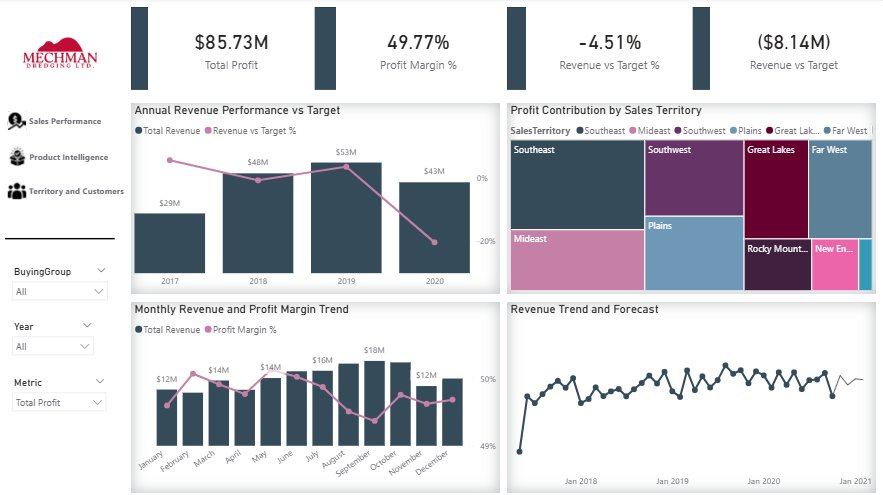 MECHMAN
DREDGING LTD.
Sales Performance
Product Intelligence
Territory and Customers
BuyingGroup
All
Year
All
Metric
Total Profit
$85.73M
Total Profit
49.77%
Profit Margin %
-4.51%
Revenue vs Target %
($8.14M)
Revenue vs Target
Annual Revenue Performance vs Target
Total Revenue Revenue vs Target %
$53M
$48M
$43M
$29M
0%
-20%
2017 2018 2019 2020
Profit Contribution by Sales Territory
SalesTerritory Southeast Mideast Southwest Plains Great Lak... Far West
Southeast Southwest Great Lakes Far West
Plains
Mideast
Rocky Mount... New En...
Monthly Revenue and Profit Margin Trend
Total Revenue Profit Margin %
$12M $14M $14M $16M $18M $12M
50%
49%
January February March April May June July August September October November December
Revenue Trend and Forecast
Jan 2018 Jan 2019 Jan 2020 Jan 2021